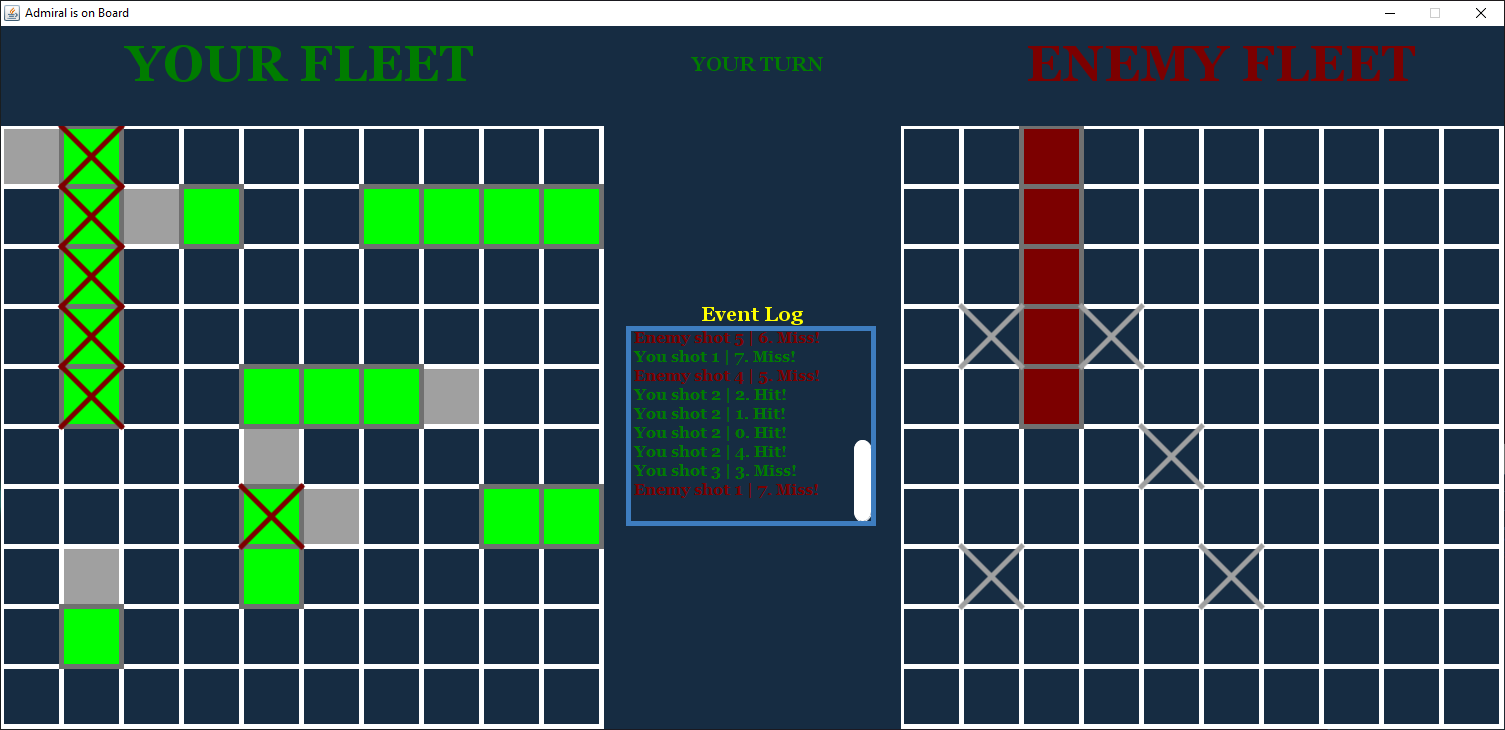 Admiral is on Board
YOUR FLEET
YOUR TURN
ENEMY FLEET
Event Log
Enemy shot 5 | 6. Miss!
You shot 1 | 7. Miss!
Enemy shot 4 | 5. Miss!
You shot 2 | 2. Hit!
You shot 2 | 1. Hit!
You shot 2 | 0. Hit!
You shot 2 | 4. Hit!
You shot 3 | 3. Miss!
Enemy shot 1 | 7. Miss!